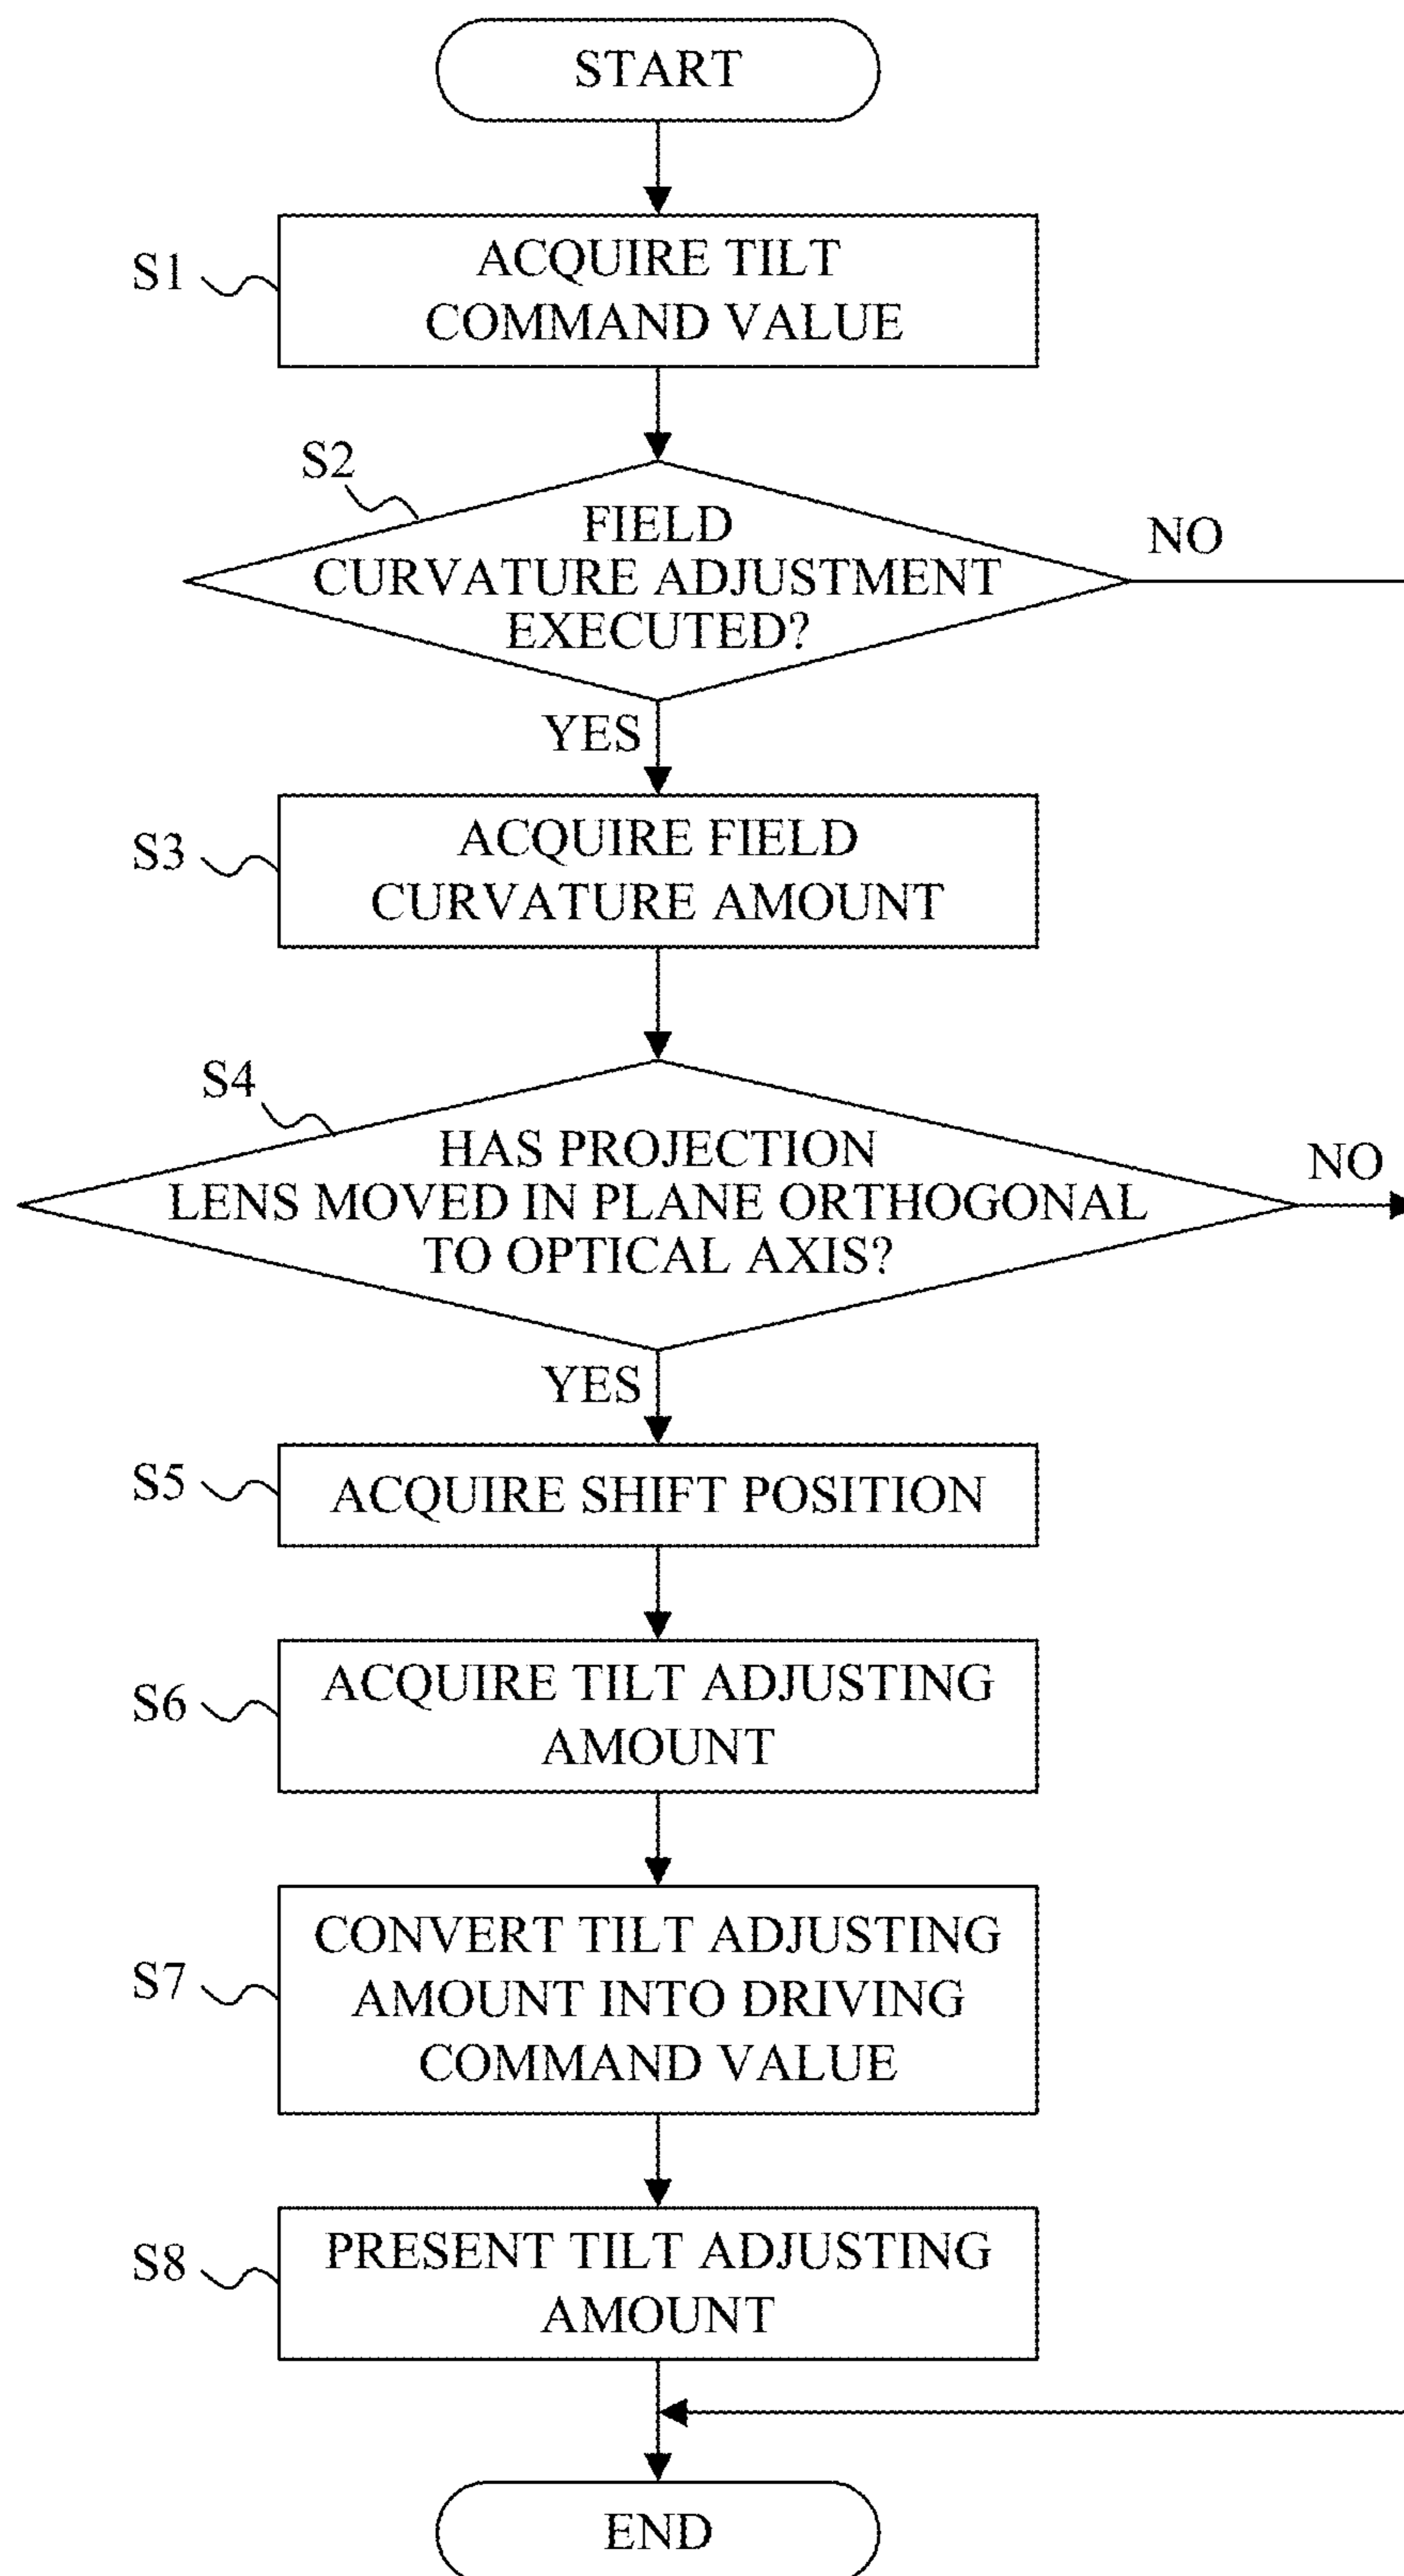 START
S1
ACQUIRE TILT
COMMAND VALUE
S2
FIELD
CURVATURE ADJUSTMENT
EXECUTED?
NO
YES
S3
ACQUIRE FIELD
CURVATURE AMOUNT
S4
HAS PROJECTION
LENS MOVED IN PLANE ORTHOGONAL
TO OPTICAL AXIS?
NO
YES
S5
ACQUIRE SHIFT POSITION
S6
ACQUIRE TILT ADJUSTING
AMOUNT
S7
CONVERT TILT ADJUSTING
AMOUNT INTO DRIVING
COMMAND VALUE
S8
PRESENT TILT ADJUSTING
AMOUNT
END